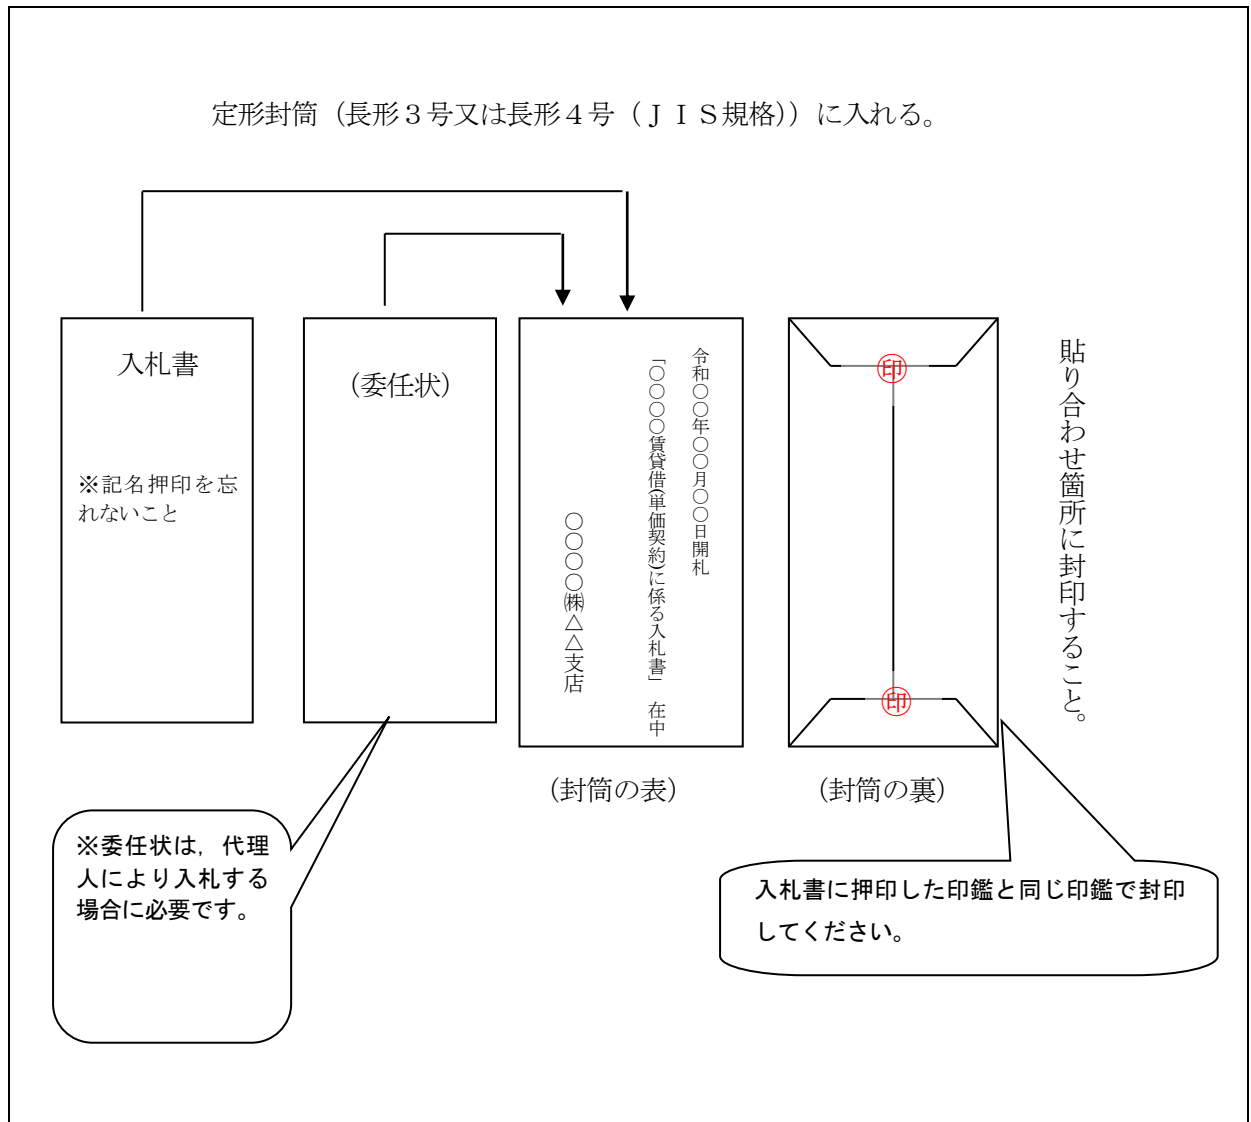 定形封筒（長形３号又は長形４号（ＪＩＳ規格））に入れる。
入札書
※記名押印を忘
れないこと
（委任状）
令和〇〇年〇〇月〇〇日開札
「〇〇〇〇賃貸借(単価契約)に係る入札書」　在中
〇〇〇〇㈱△△支店
印
印
貼り合わせ箇所に封印すること。
（封筒の表）
（封筒の裏）
※委任状は，代理
人により入札する
場合に必要です。
入札書に押印した印鑑と同じ印鑑で封印
してください。